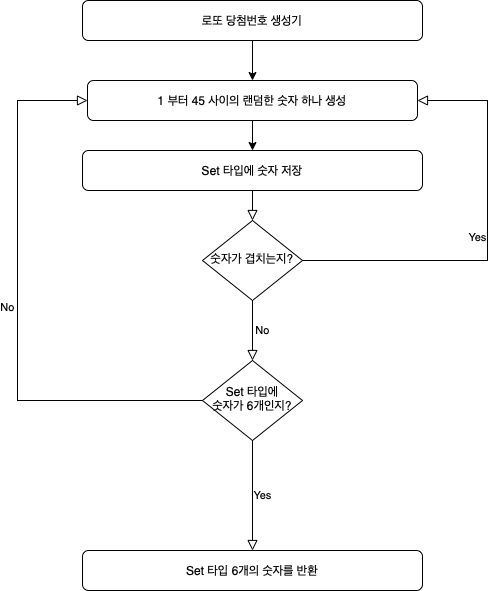 로또 당첨번호 생성기
1 부터 45 사이의 랜덤한 숫자 하나 생성
Set 타입에 숫자 저장
숫자가 겹치는지?
Yes
No
Set 타입에
숫자가 6개인지?
No
Yes
Set 타입 6개의 숫자를 반환